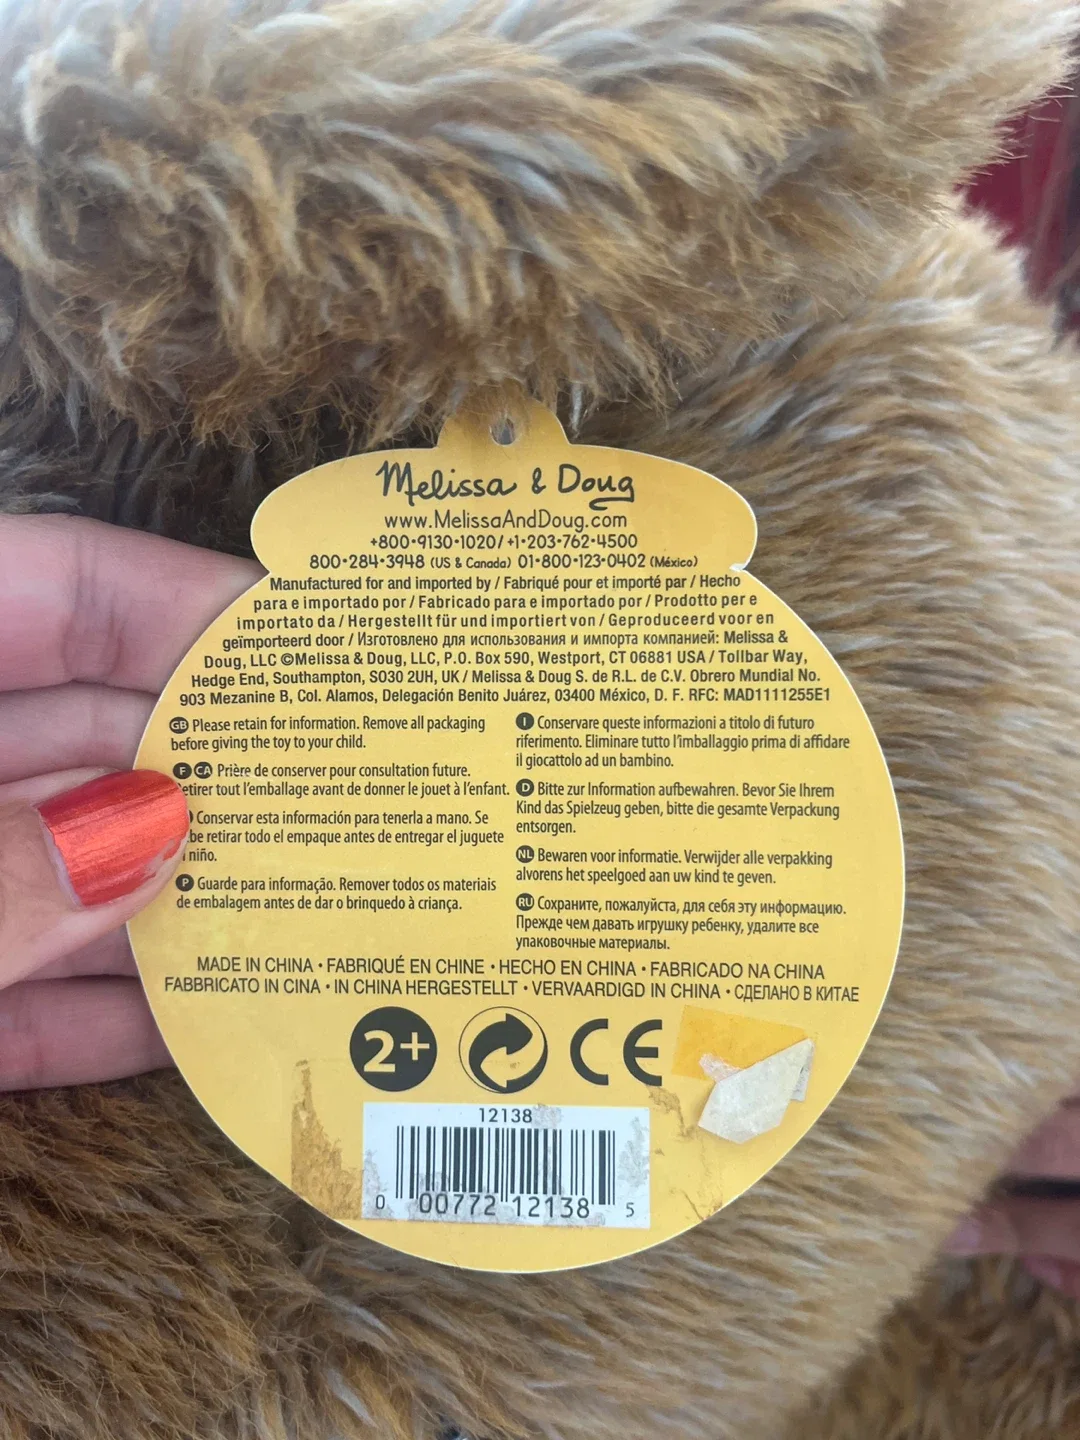 Melissa & Doug
www.MelissaAndDoug.com
+800•9130•1020/+1•203•762•4500
800•284•3948 (US & Canada) 01•800•123•0402 (México)
Manufactured for and imported by / Fabriqué pour et importé par / Hecho
para e importado por / Fabricado para e importado por / Prodotto per e
importato da / Hergestellt für und importiert von / Geproduceerd voor en
geïmporteerd door / Изготовлено для использования и импорта компанией: Melissa &
Doug, LLC ©Melissa & Doug, LLC, P.O. Box 590, Westport, CT 06881 USA / Tollbar Way,
Hedge End, Southampton, SO30 2UH, UK / Melissa & Doug S. de R.L. de C.V. Obrero Mundial No.
903 Mezanine B, Col. Alamos, Delegación Benito Juárez, 03400 México, D. F. RFC: MAD1111255E1
GB Please retain for information. Remove all packaging
before giving the toy to your child.
F CA Prière de conserver pour consultation future.
etirer tout l'emballage avant de donner le jouet à l'enfant.
Conservar esta información para tenerla a mano. Se
be retirar todo el empaque antes de entregar el juguete
niño.
P Guarde para informação. Remover todos os materiais
de embalagem antes de dar o brinquedo à criança.
I Conservare queste informazioni a titolo di futuro
riferimento. Eliminare tutto l'imballaggio prima di affidare
il giocattolo ad un bambino.
D Bitte zur Information aufbewahren. Bevor Sie Ihrem
Kind das Spielzeug geben, bitte die gesamte Verpackung
entsorgen.
NL Bewaren voor informatie. Verwijder alle verpakking
alvorens het speelgoed aan uw kind te geven.
RU Сохраните, пожалуйста, для себя эту информацию.
Прежде чем давать игрушку ребенку, удалите все
упаковочные материалы.
MADE IN CHINA • FABRIQUÉ EN CHINE • HECHO EN CHINA • FABRICADO NA CHINA
FABBRICATO IN CINA • IN CHINA HERGESTELLT • VERVAARDIGD IN CHINA • СДЕЛАНО В КИТАЕ
2+ CE
12138
0 00772 12138 5